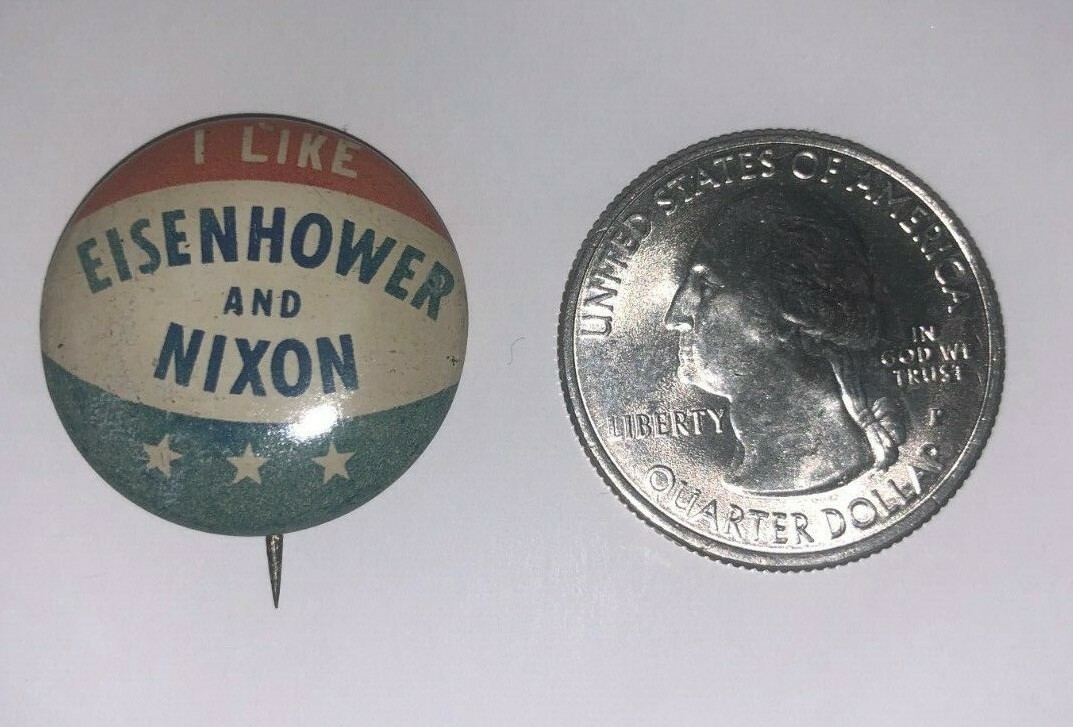 I LIKE
EISENHOWER
AND
NIXON
UNITED STATES OF AMERICA
IN
GOD WE
TRUST
LIBERTY
P
QUARTER DOLLAR